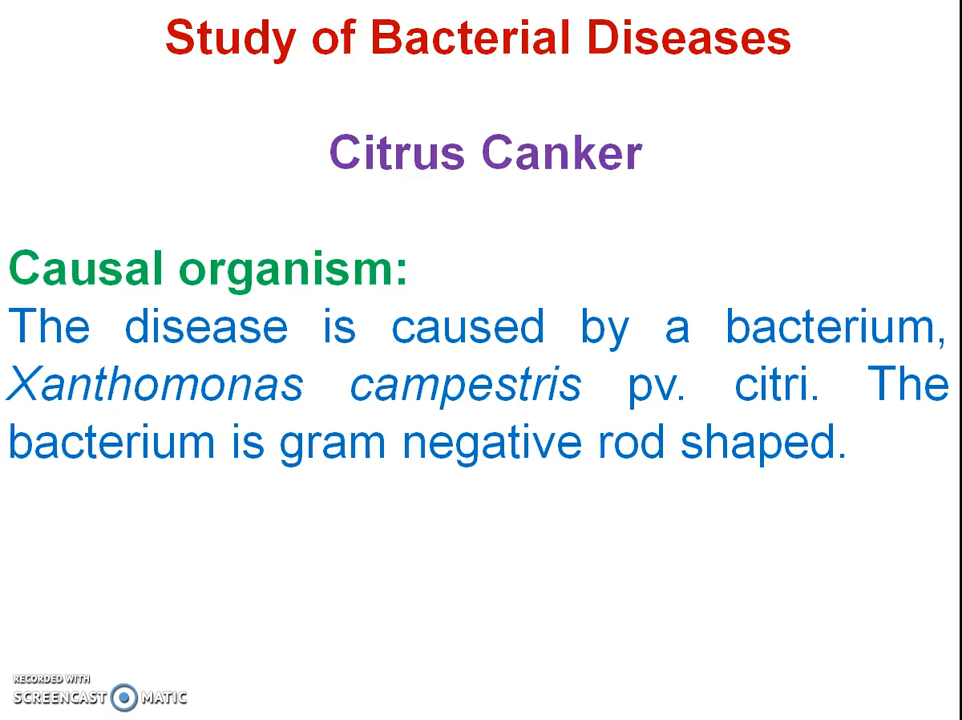 Study of Bacterial Diseases
Citrus Canker
Causal organism:
The disease is caused by a bacterium,
Xanthomonas campestris pv. citri. The
bacterium is gram negative rod shaped.
RECORDED WITH
SCREENCAST MATIC